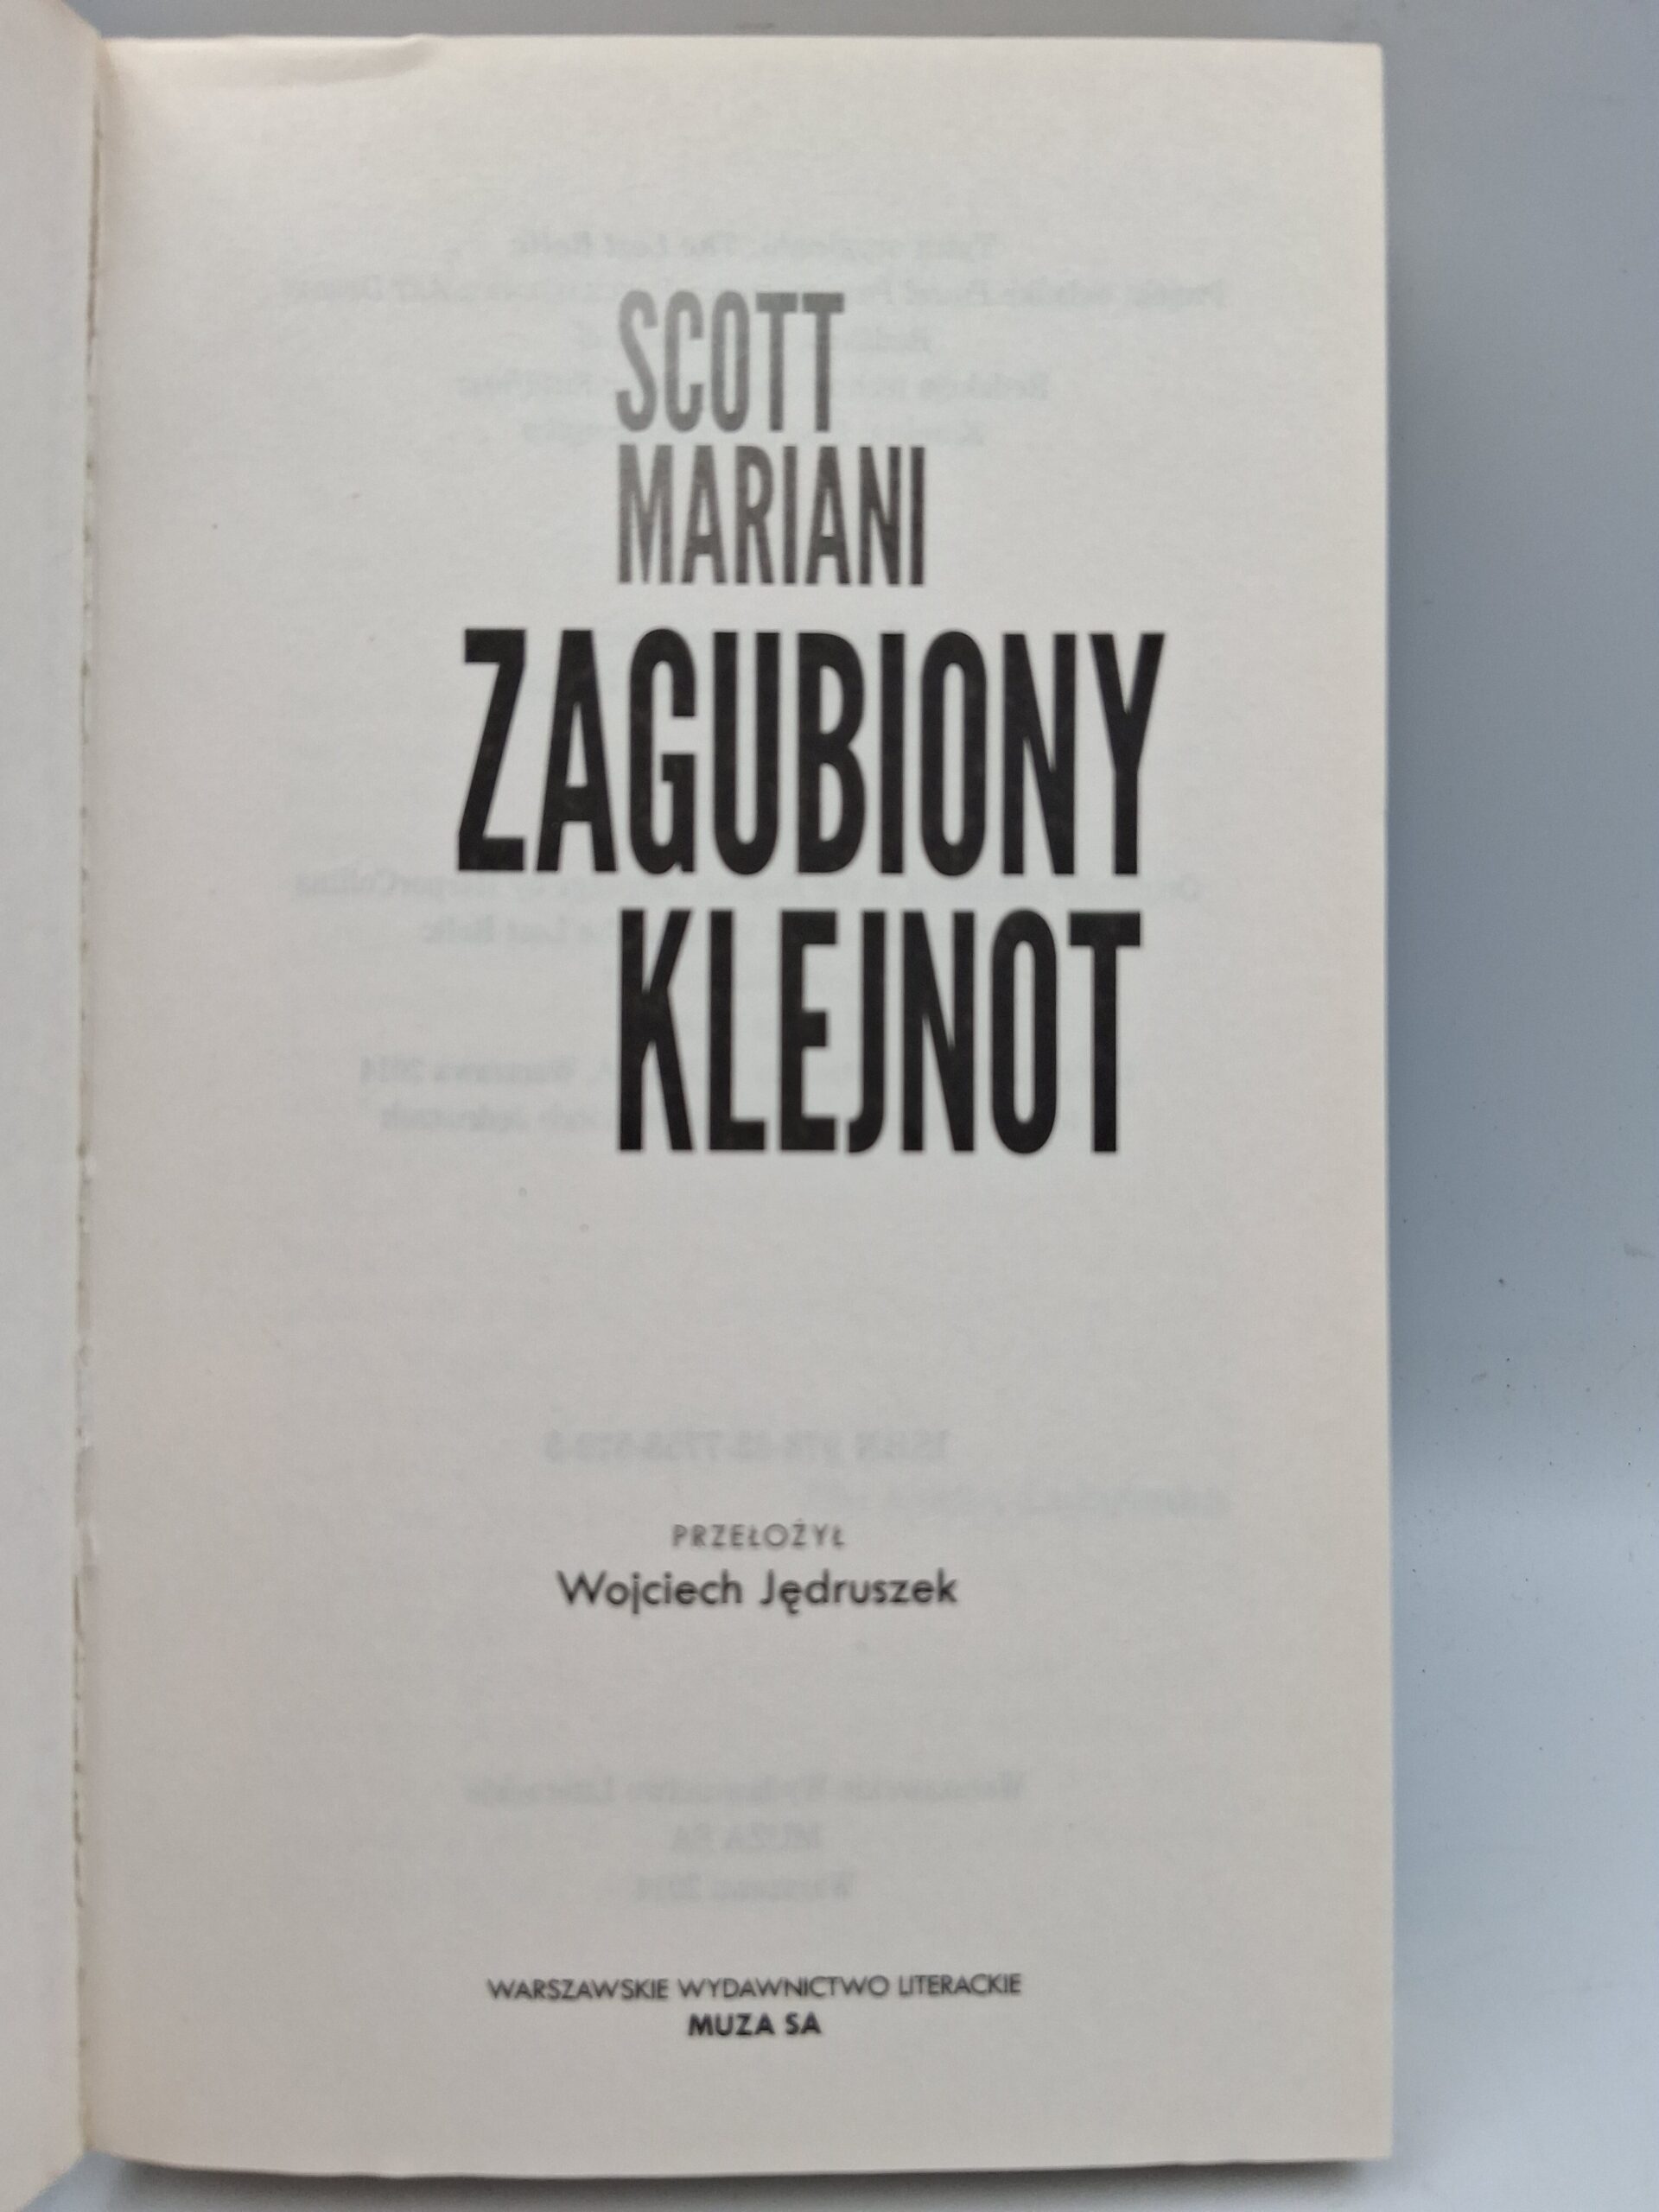 SCOTT
MARIANI
ZAGUBIONY
KLEJNOT
PRZEŁOŻYŁ
Wojciech Jędruszek
WARSZAWSKIE WYDAWNICTWO LITERACKIE
MUZA SA